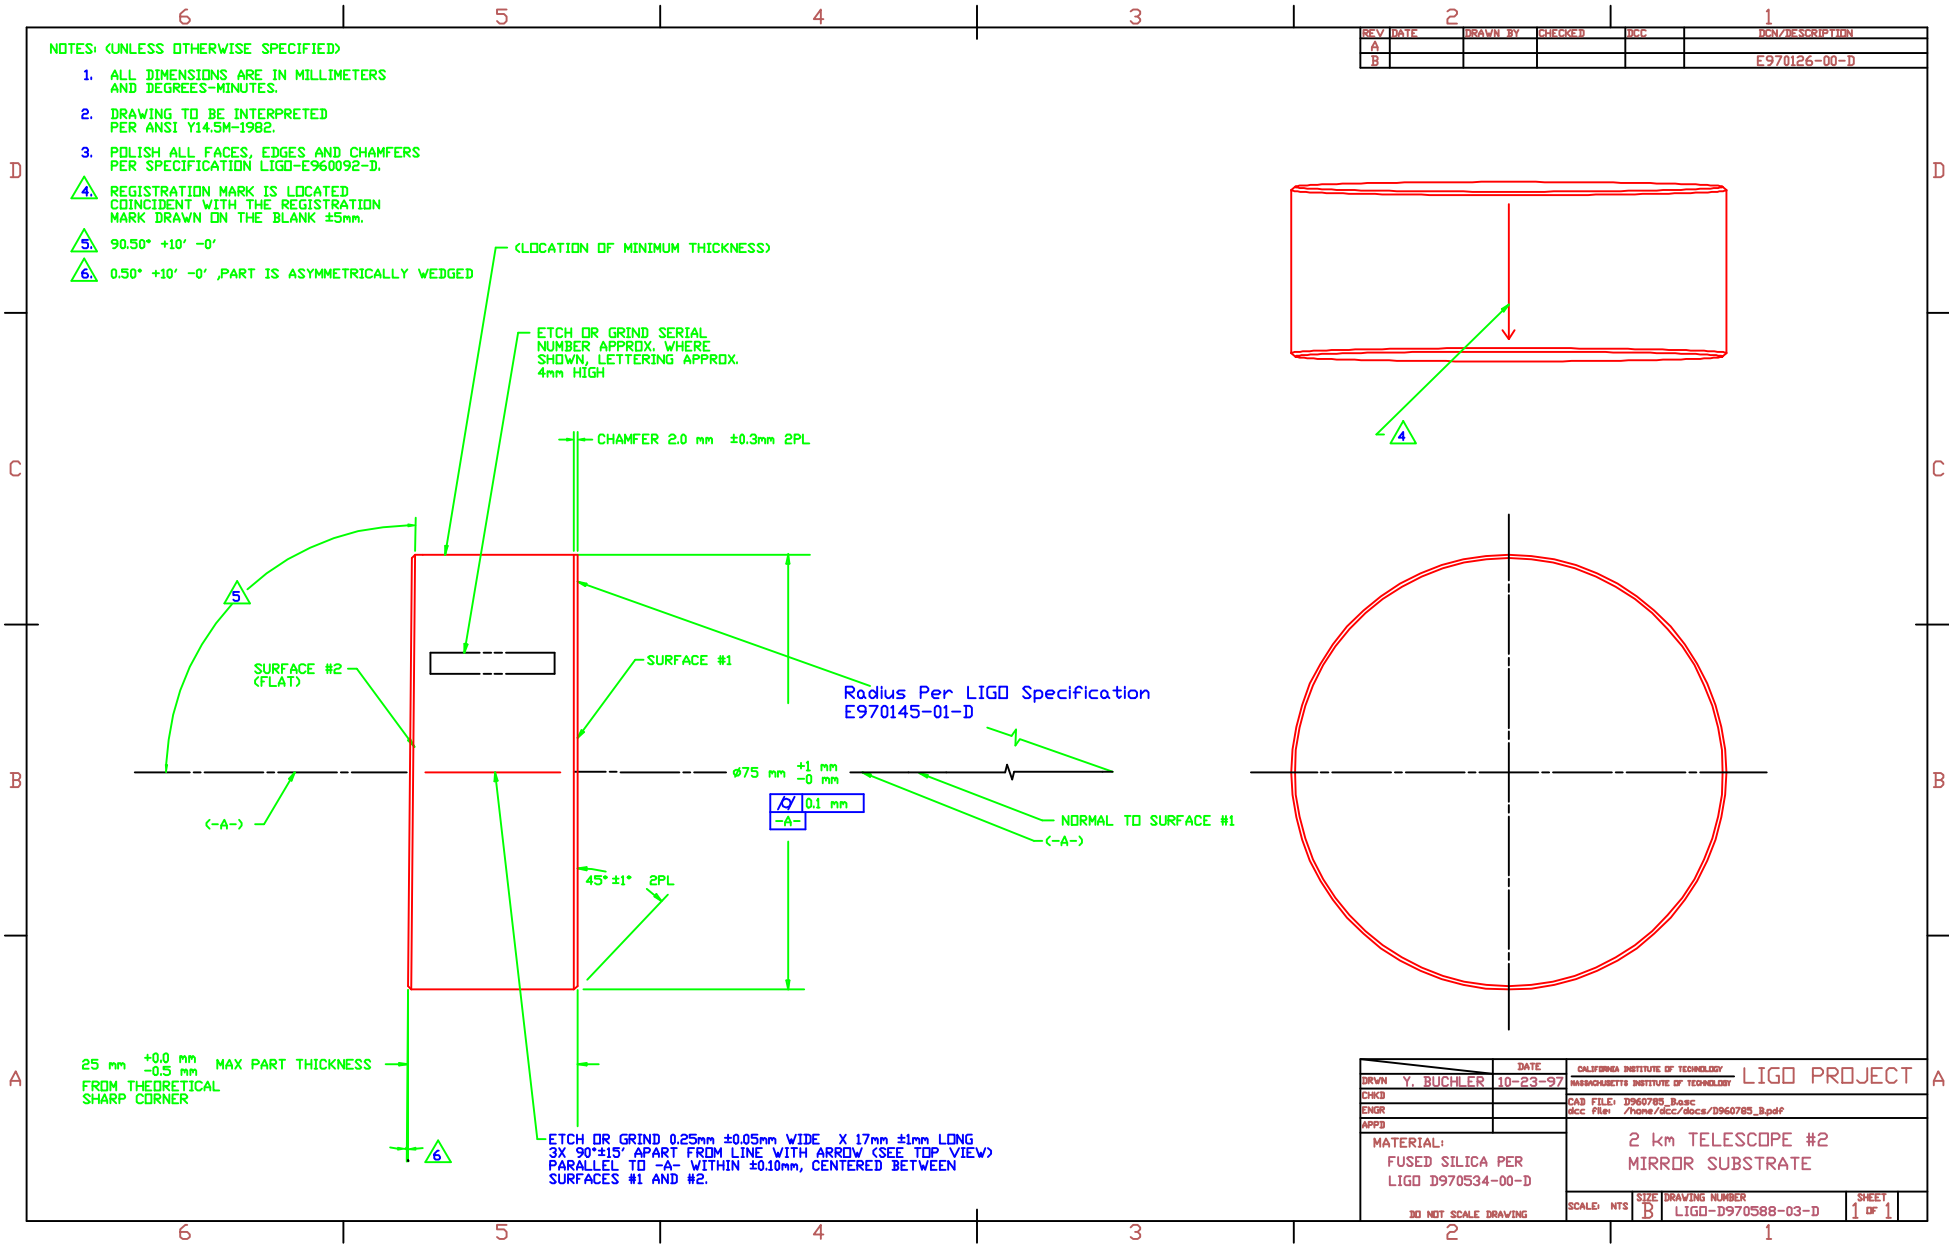 6 5 4 3 2 1
NOTES: (UNLESS OTHERWISE SPECIFIED)
1. ALL DIMENSIONS ARE IN MILLIMETERS
AND DEGREES-MINUTES.
2. DRAWING TO BE INTERPRETED
PER ANSI Y14.5M-1982.
3. POLISH ALL FACES, EDGES AND CHAMFERS
PER SPECIFICATION LIGO-E960092-D.
4. REGISTRATION MARK IS LOCATED
COINCIDENT WITH THE REGISTRATION
MARK DRAWN ON THE BLANK ±5mm.
5. 90.50° +10' -0'
6. 0.50° +10' -0' ,PART IS ASYMMETRICALLY WEDGED
REV DATE DRAWN BY CHECKED DCC DCN/DESCRIPTION
A
B E970126-00-D
D D
(LOCATION OF MINIMUM THICKNESS)
ETCH OR GRIND SERIAL
NUMBER APPROX. WHERE
SHOWN, LETTERING APPROX.
4mm HIGH
CHAMFER 2.0 mm ±0.3mm 2PL
4
C C
5
SURFACE #2
(FLAT)
SURFACE #1
Radius Per LIGO Specification
E970145-01-D
ø75 mm +1 mm
-0 mm
0.1 mm
-A-
B B
(-A-)
NORMAL TO SURFACE #1
(-A-)
45°±1° 2PL
25 mm +0.0 mm
-0.5 mm MAX PART THICKNESS
FROM THEORETICAL
SHARP CORNER
A A
6
ETCH OR GRIND 0.25mm ±0.05mm WIDE X 17mm ±1mm LONG
3X 90°±15' APART FROM LINE WITH ARROW (SEE TOP VIEW)
PARALLEL TO -A- WITHIN ±0.10mm, CENTERED BETWEEN
SURFACES #1 AND #2.
DATE
DRWN Y. BUCHLER 10-23-97
CHKD
ENGR
APPD
CALIFORNIA INSTITUTE OF TECHNOLOGY
MASSACHUSETTS INSTITUTE OF TECHNOLOGY
LIGO PROJECT
CAD FILE: D960785_B.asc
dcc file: /home/dcc/docs/D960785_B.pdf
MATERIAL:
FUSED SILICA PER
LIGO D970534-00-D
DO NOT SCALE DRAWING
2 km TELESCOPE #2
MIRROR SUBSTRATE
SCALE: NTS
SIZE
B
DRAWING NUMBER
LIGO-D970588-03-D
SHEET
1 OF 1
6 5 4 3 2 1